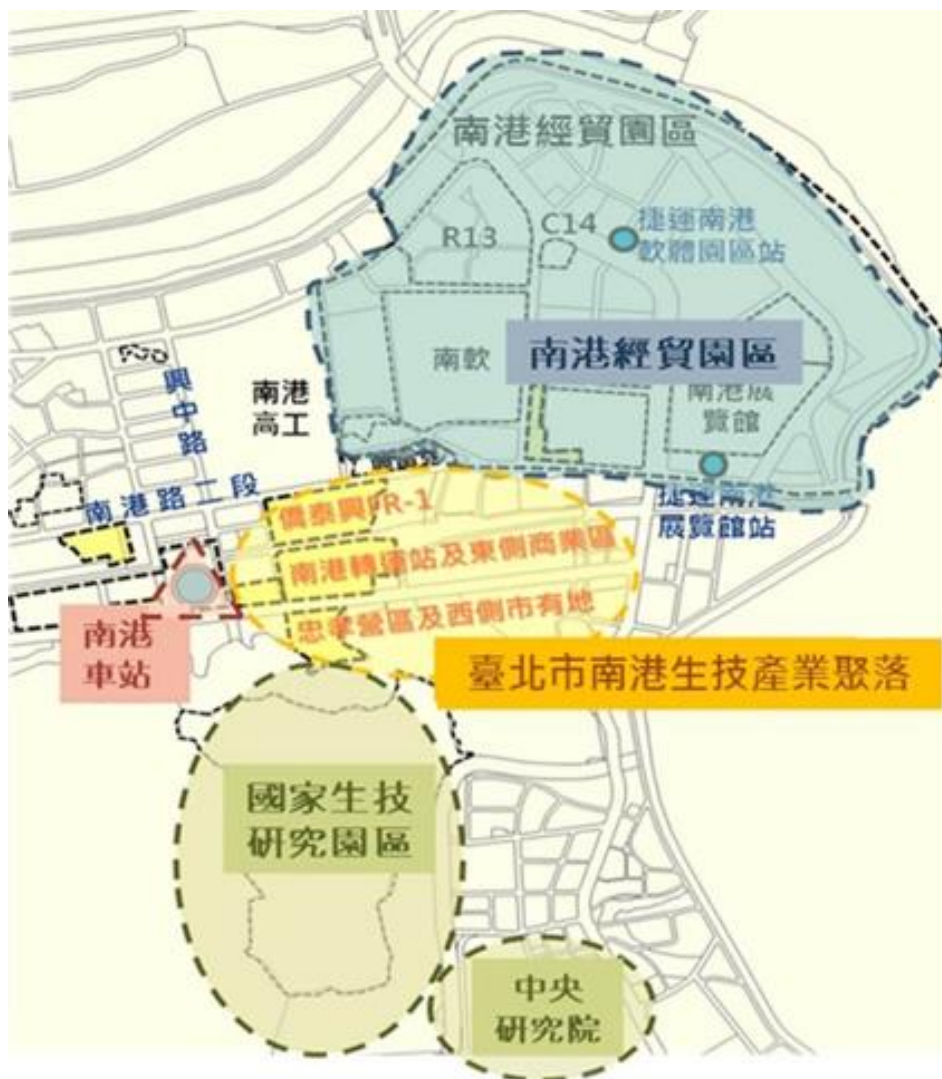 南港經貿園區
R13
C14
捷運南港
軟體園區站
南軟
南港經貿園區
南港展
覽館
興中路
南港
高工
南港路二段
僑泰興PR-1
捷運南港
展覽館站
南港轉運站及東側商業區
忠孝營區及西側市有地
南港
車站
臺北市南港生技產業聚落
國家生技
研究園區
中央
研究院